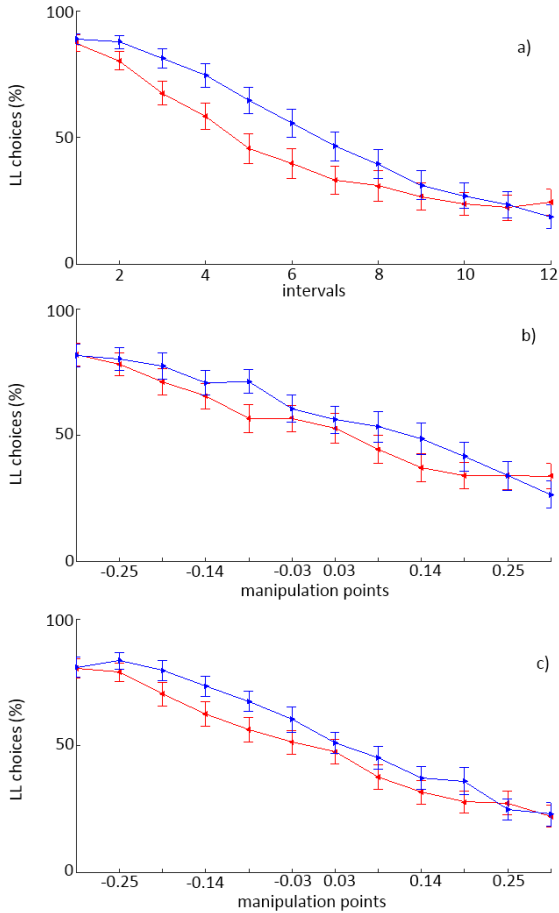 100
a)
LL choices (%)
50
0
2 4 6 8 10 12
intervals
100
b)
LL choices (%)
50
0
-0.25 -0.14 -0.03 0.03 0.14 0.25
manipulation points
100
c)
LL choices (%)
50
0
-0.25 -0.14 -0.03 0.03 0.14 0.25
manipulation points